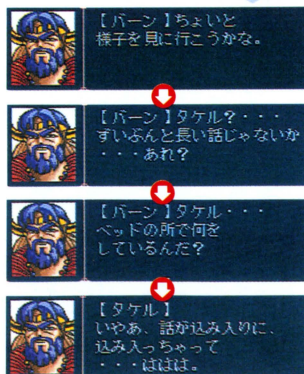 【バーン】ちょいと
様子を見に行こうかな。
【バーン】タケル?・・・
ずいぶんと長い話じゃないか
・・・あれ?
【バーン】タケル・・・
ベッドの所で何を
しているんだ?
【タケル】
いやあ、話が込み入りに、
込み入っちゃって
・・・ははは。